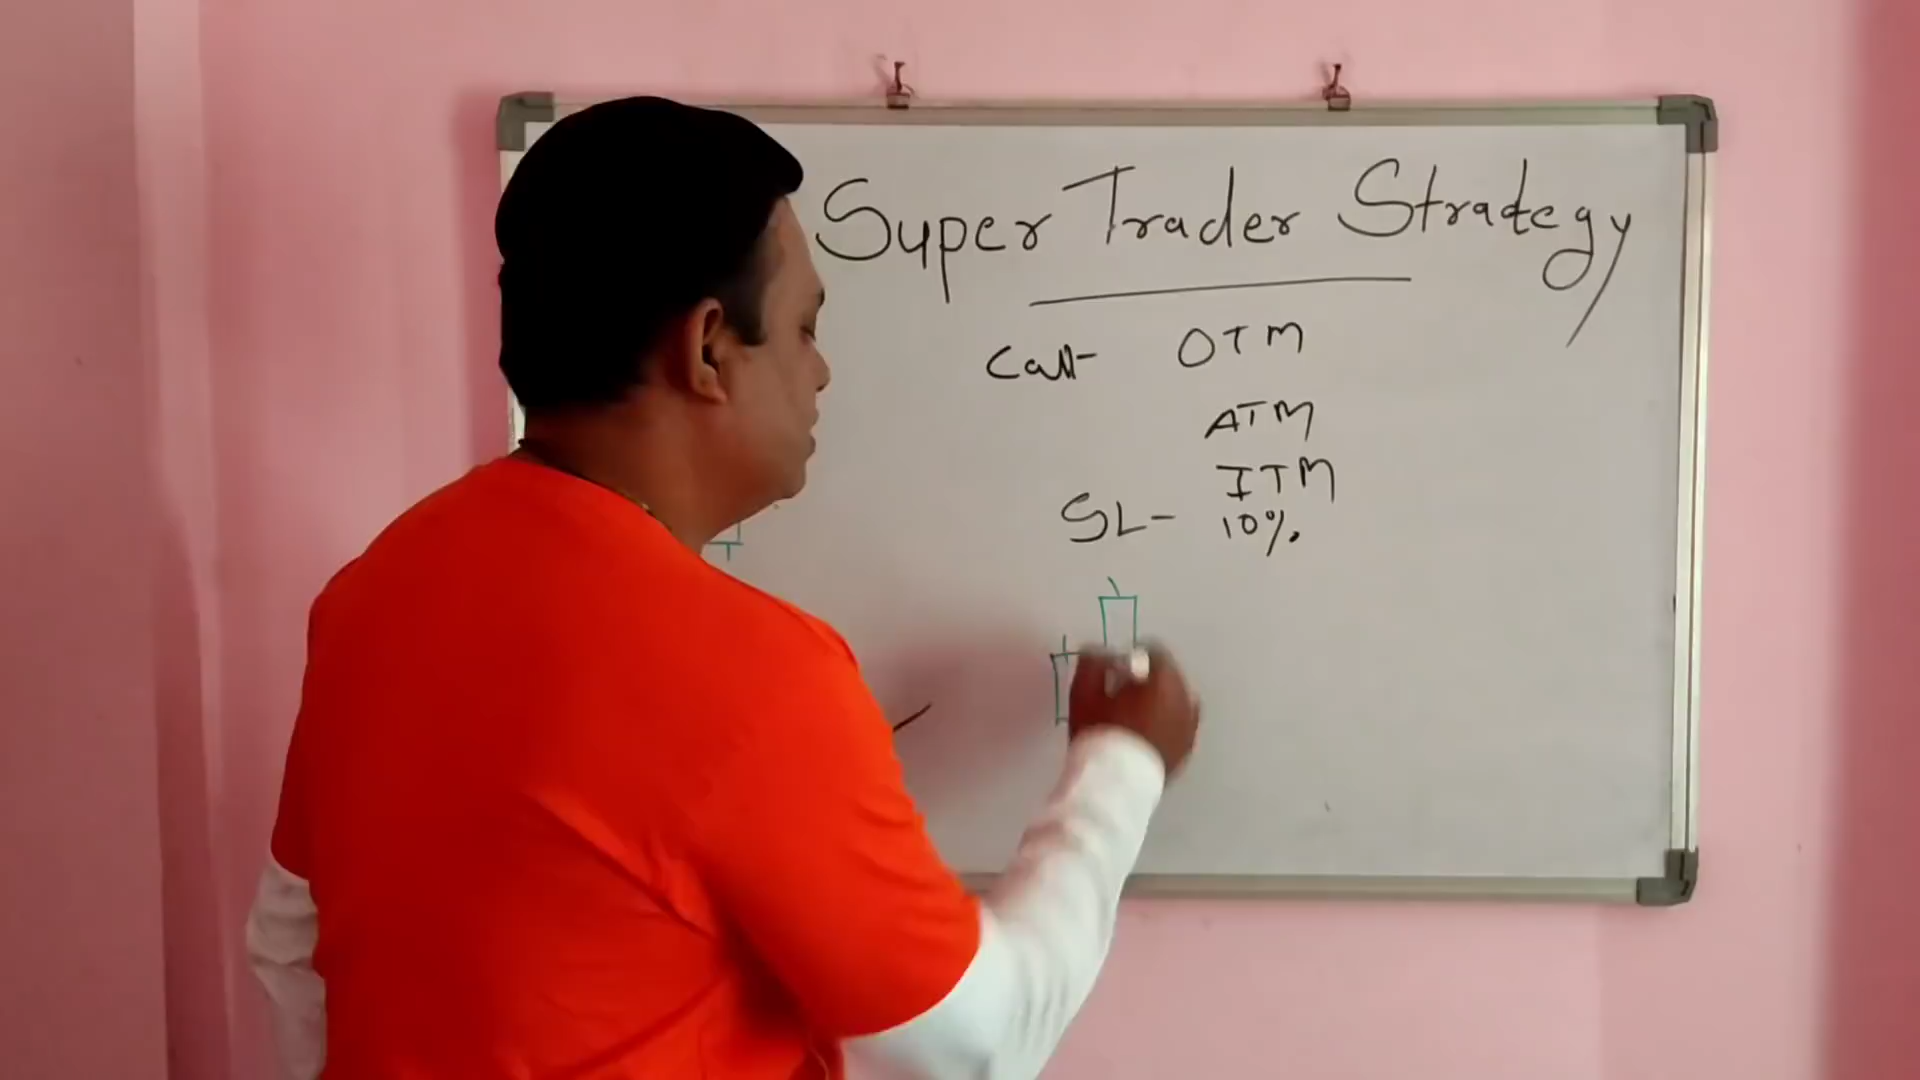 Super Trader Strategy
Call- OTM
ATM
ITM
SL- 10%.